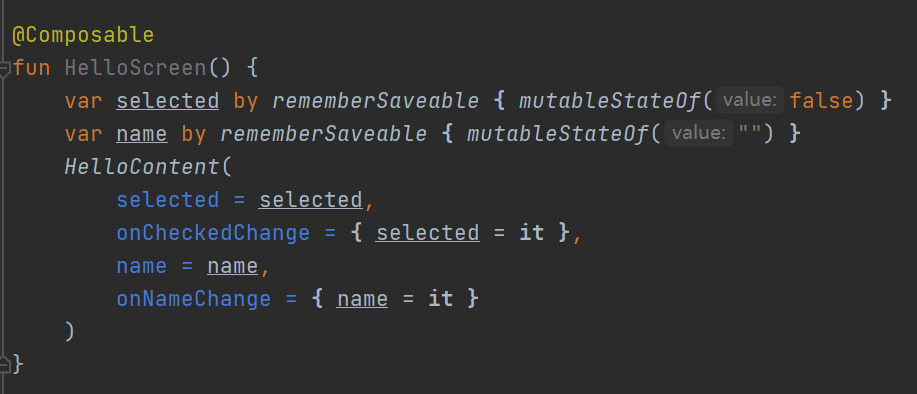 @Composable
fun HelloScreen() {
    var selected by rememberSaveable { mutableStateOf( value: false) }
    var name by rememberSaveable { mutableStateOf( value: "") }
    HelloContent(
        selected = selected,
        onCheckedChange = { selected = it },
        name = name,
        onNameChange = { name = it }
    )
}